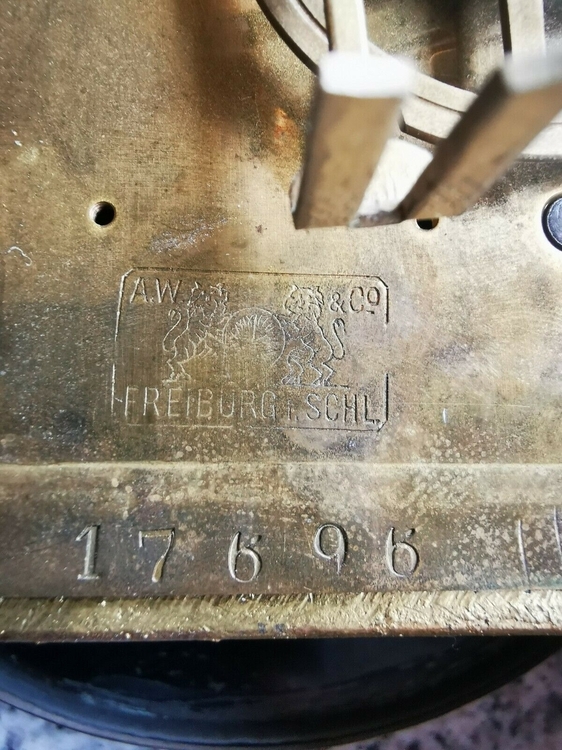 A.W. & Co
FREIBURG i. SCHL.
17696